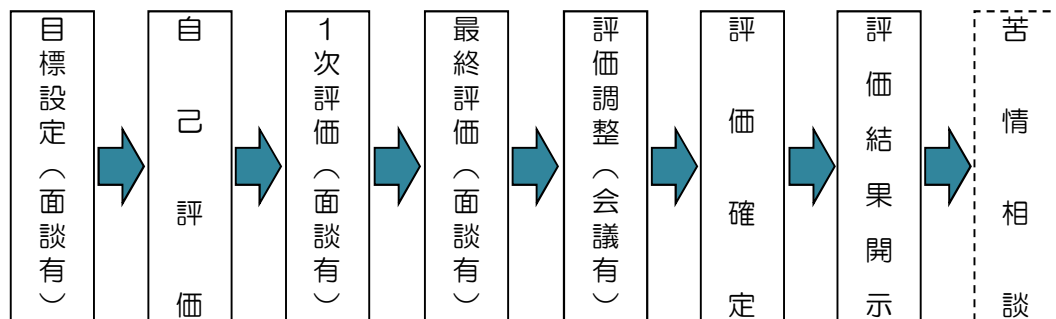 目標設定（面談有）
自己評価
１次評価（面談有）
最終評価（面談有）
評価調整（会議有）
評価確定
評価結果開示
苦情相談